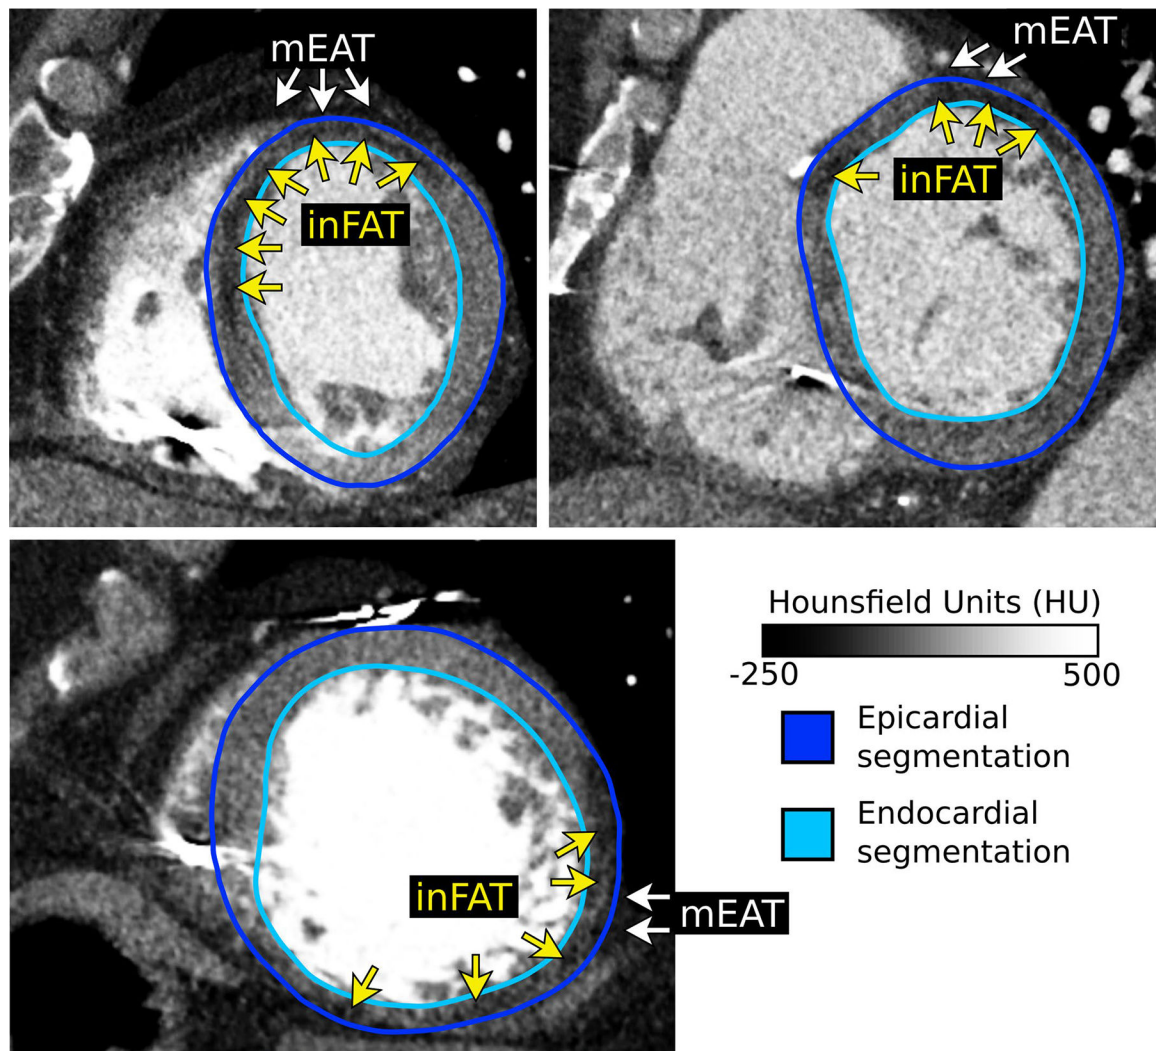 mEAT
inFAT
mEAT
inFAT
inFAT
mEAT
Hounsfield Units (HU)
-250 500
Epicardial
segmentation
Endocardial
segmentation